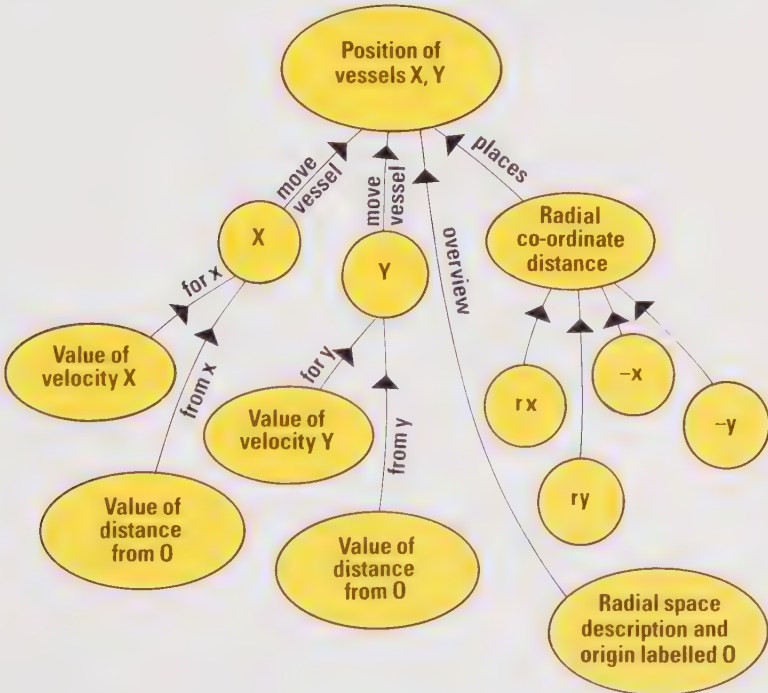 Position of
vessels X, Y
move
vessel
move
vessel
places
overview
X
Y
Radial
co-ordinate
distance
for x
from x
Value of
velocity X
for y
from y
Value of
velocity Y
rx
ry
–x
–y
Value of
distance
from O
Value of
distance
from O
Radial space
description and
origin labelled O